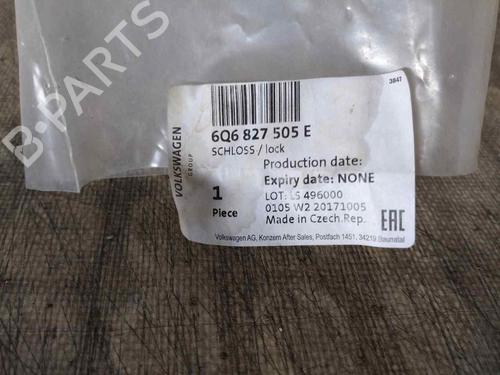 B-PARTS
3847
VOLKSWAGEN
GROUP
6Q6 827 505 E
SCHLOSS / lock
Production date:
Expiry date: NONE
1
Piece
LOT: LS 496000
0105 W2 20171005
Made in Czech.Rep.
EAC
Volkswagen AG, Konzern After Sales, Postfach 1451, 34219 Baunatal